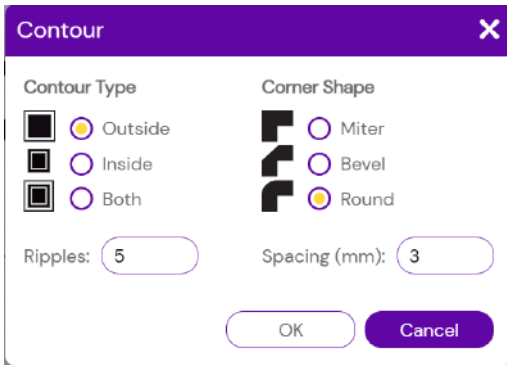 Contour
Contour Type
Corner Shape
Outside
Miter
Inside
Bevel
Both
Round
Ripples: 5
Spacing (mm): 3
OK
Cancel